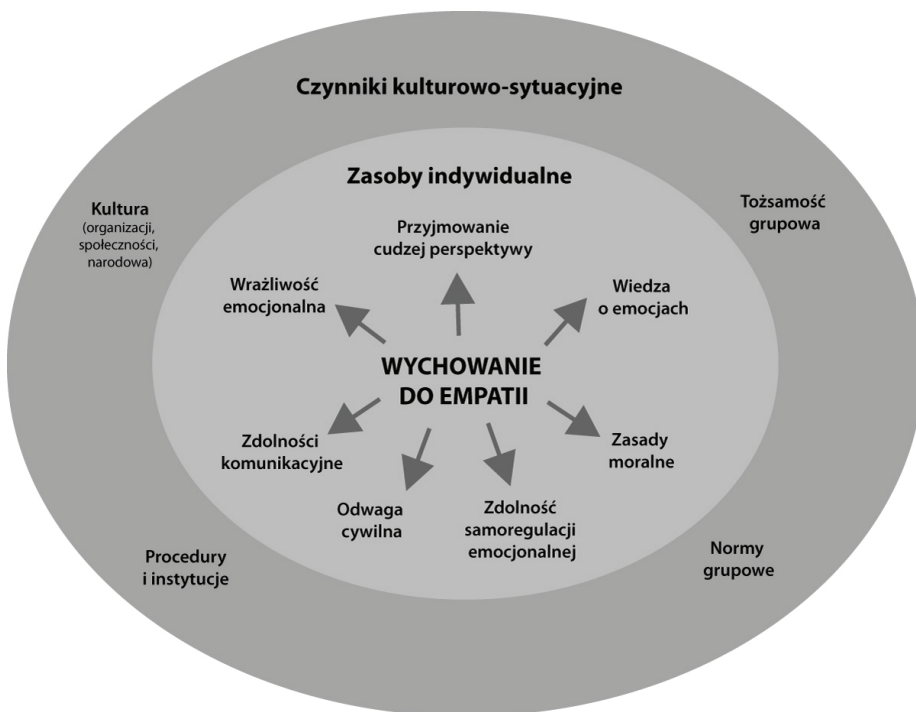 Czynniki kulturowo-sytuacyjne
Zasoby indywidualne
Kultura
(organizacji,
społeczności,
narodowa)
Tożsamość
grupowa
Przyjmowanie
cudzej perspektywy
Wrażliwość
emocjonalna
Wiedza
o emocjach
WYCHOWANIE
DO EMPATII
Zdolności
komunikacyjne
Zasady
moralne
Odwaga
cywilna
Zdolność
samoregulacji
emocjonalnej
Procedury
i instytucje
Normy
grupowe